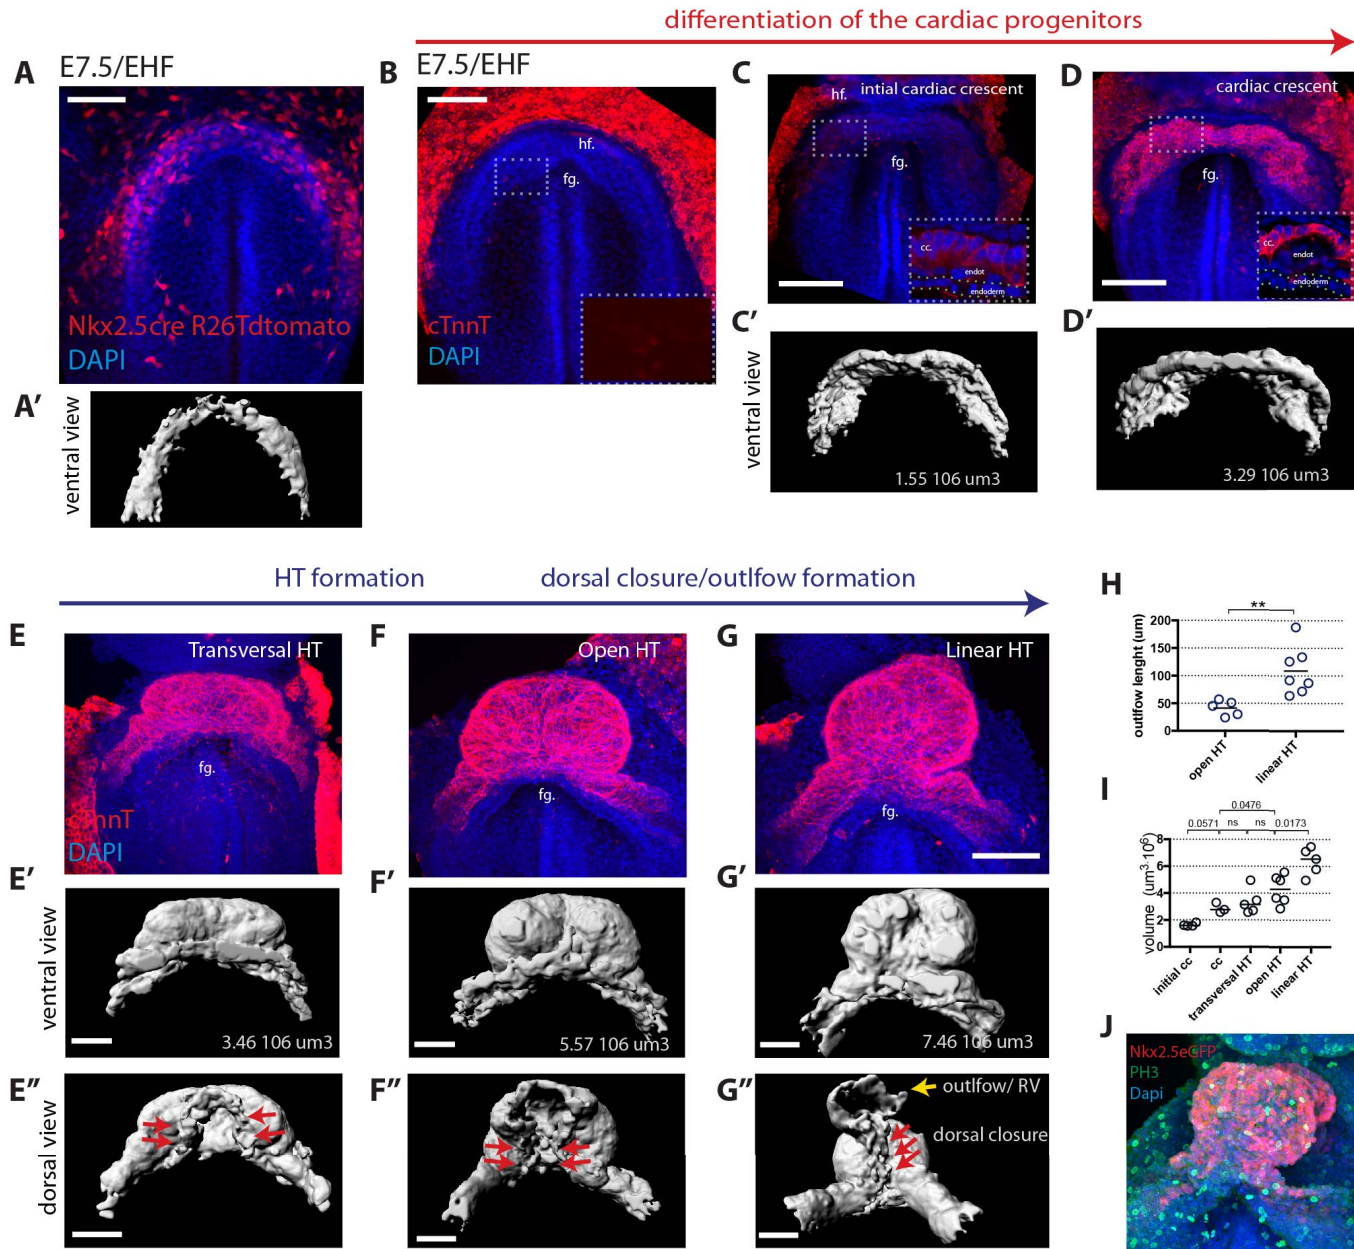 differentiation of the cardiac progenitors
A
E7.5/EHF
Nkx2.5cre R26Tdtomato
DAPI
A'
ventral view
B
E7.5/EHF
hf.
fg.
cTnnT
DAPI
C
hf.
intial cardiac crescent
fg.
cc.
endot
endoderm
C'
ventral view
1.55 106 um3
D
cardiac crescent
fg.
cc.
endot
endoderm
D'
3.29 106 um3
HT formation
dorsal closure/outlfow formation
E
Transversal HT
fg.
cTnnT
DAPI
F
Open HT
fg.
G
Linear HT
fg.
E'
ventral view
3.46 106 um3
F'
5.57 106 um3
G'
7.46 106 um3
E"
dorsal view
F"
G"
outlfow/ RV
dorsal closure
H
**
outlfow lenght (um)
200
150
100
50
0
open HT
linear HT
I
0.0476
0.0571
ns
ns
0.0173
volume (um³.10⁶)
8
6
4
2
0
initial cc
cc
transversal HT
open HT
linear HT
J
Nkx2.5eGFP
PH3
Dapi